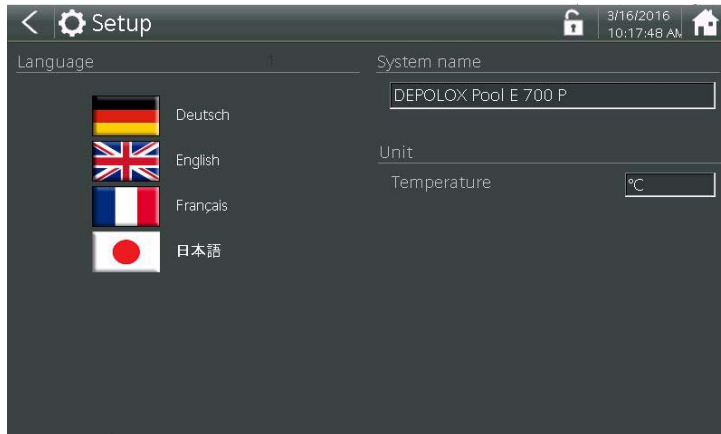 Setup
3/16/2016
10:17:48 AM
Language
1
Deutsch
English
Français
日本語
System name
DEPOLOX Pool E 700 P
Unit
Temperature
°C